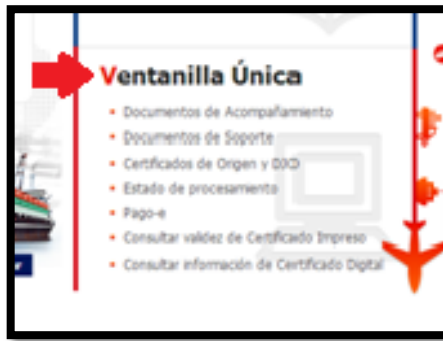 Ventanilla Única
Documentos de Acompañamiento
Documentos de Soporte
Certificados de Origen y DJO
Estado de procesamiento
Pago-e
Consultar validez de Certificado Impreso
Consultar información de Certificado Digital